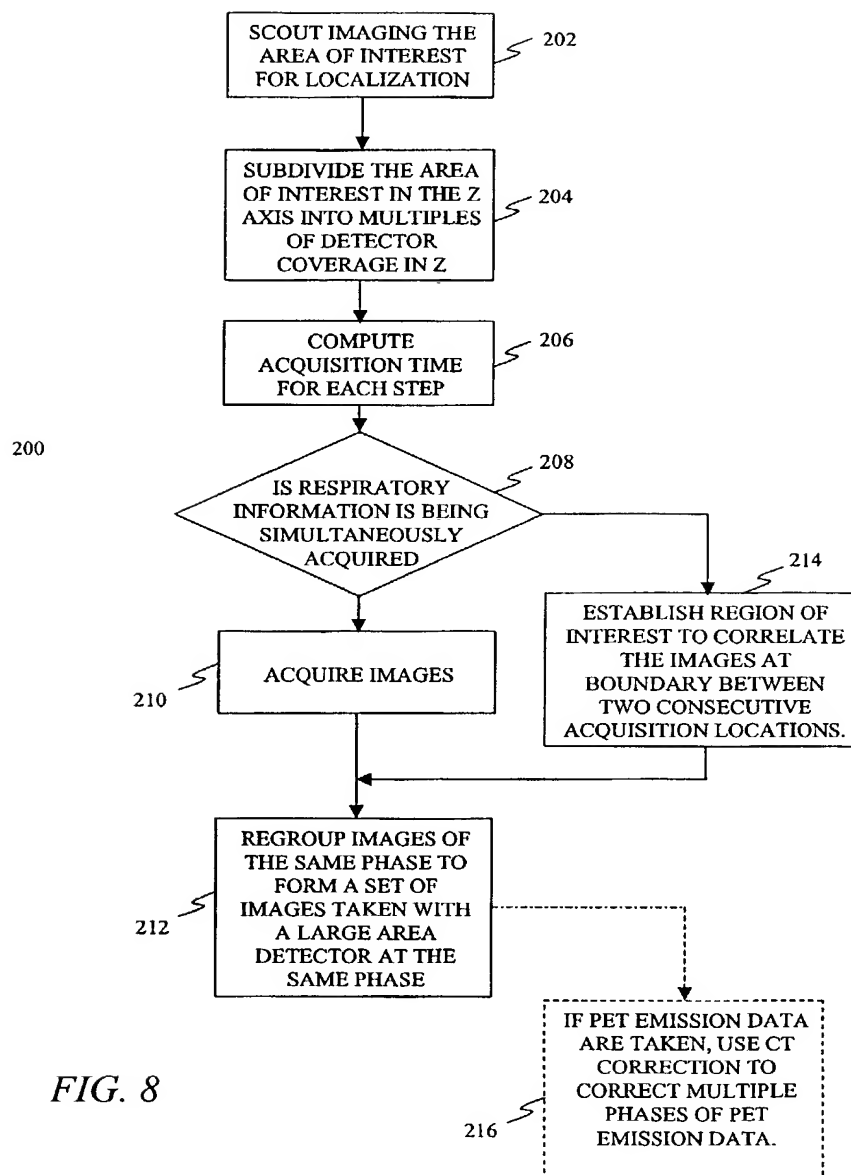 SCOUT IMAGING THE
AREA OF INTEREST
FOR LOCALIZATION
202
SUBDIVIDE THE AREA
OF INTEREST IN THE Z
AXIS INTO MULTIPLES
OF DETECTOR
COVERAGE IN Z
204
COMPUTE
ACQUISITION TIME
FOR EACH STEP
206
200
IS RESPIRATORY
INFORMATION IS BEING
SIMULTANEOUSLY
ACQUIRED
208
214
ESTABLISH REGION OF
INTEREST TO CORRELATE
THE IMAGES AT
BOUNDARY BETWEEN
TWO CONSECUTIVE
ACQUISITION LOCATIONS.
ACQUIRE IMAGES
210
REGROUP IMAGES OF
THE SAME PHASE TO
FORM A SET OF
IMAGES TAKEN WITH
A LARGE AREA
DETECTOR AT THE
SAME PHASE
212
IF PET EMISSION DATA
ARE TAKEN, USE CT
CORRECTION TO
CORRECT MULTIPLE
PHASES OF PET
EMISSION DATA.
216
FIG. 8